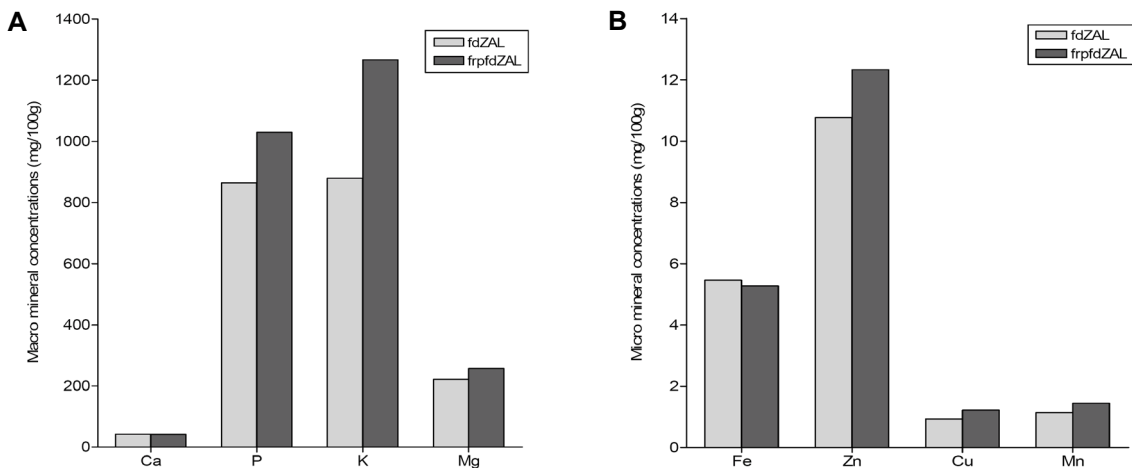 A
Macro mineral concentrations (mg/100g)
1400
1200
1000
800
600
400
200
0
Ca P K Mg
fdZAL
frpfdZAL
B
Micro mineral concentrations (mg/100g)
14
12
10
8
6
4
2
0
Fe Zn Cu Mn
fdZAL
frpfdZAL